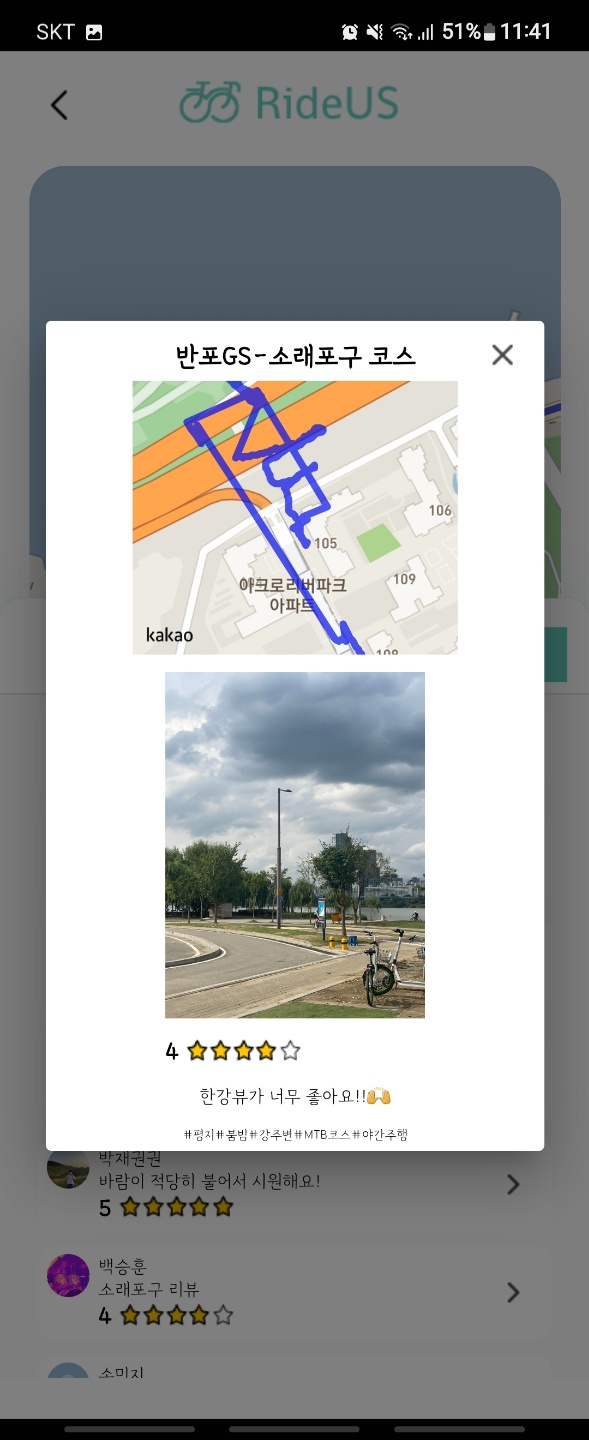 SKT 51% 11:41
RideUS
반포GS-소래포구 코스
106
105
109
아크로리버파크
아파트
kakao
108
4
한강뷰가 너무 좋아요!!🙌
#평지#붐빔#강주변#MTB코스#야간주행
박재권권
바람이 적당히 불어서 시원해요!
5
백승훈
소래포구 리뷰
4
손민지